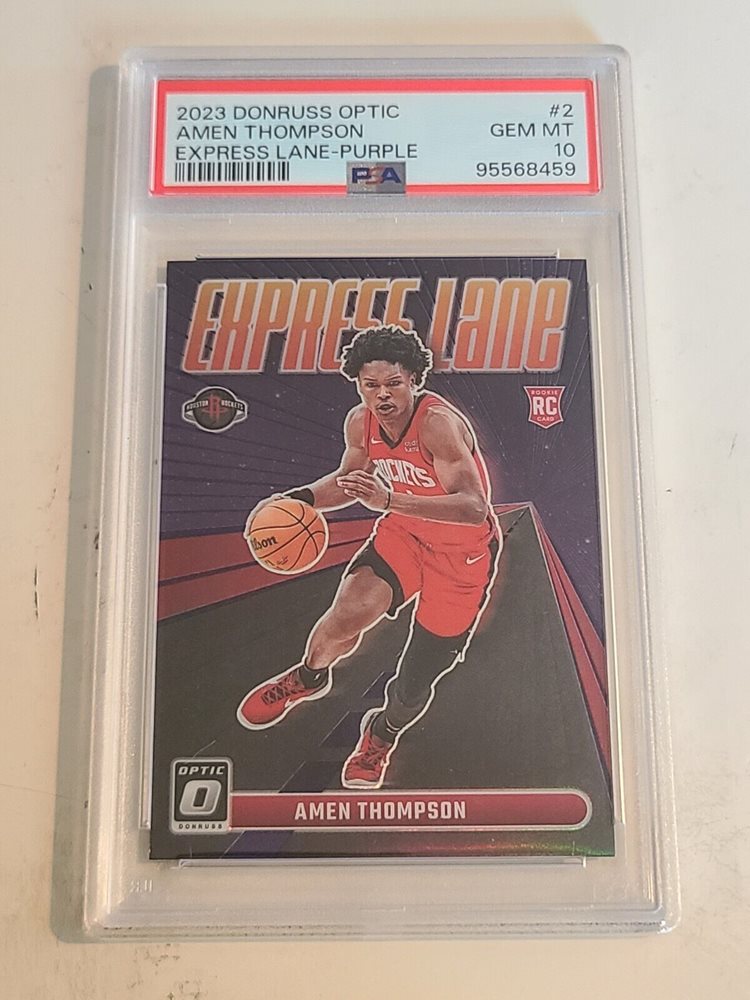 2023 DONRUSS OPTIC #2
AMEN THOMPSON GEM MT
EXPRESS LANE-PURPLE 10
PSA 95568459
EXPRESS LANE
HOUSTON ROCKETS
ROOKIE
RC
CARD
ROCKETS
Wilson
OPTIC
DONRUSS
AMEN THOMPSON